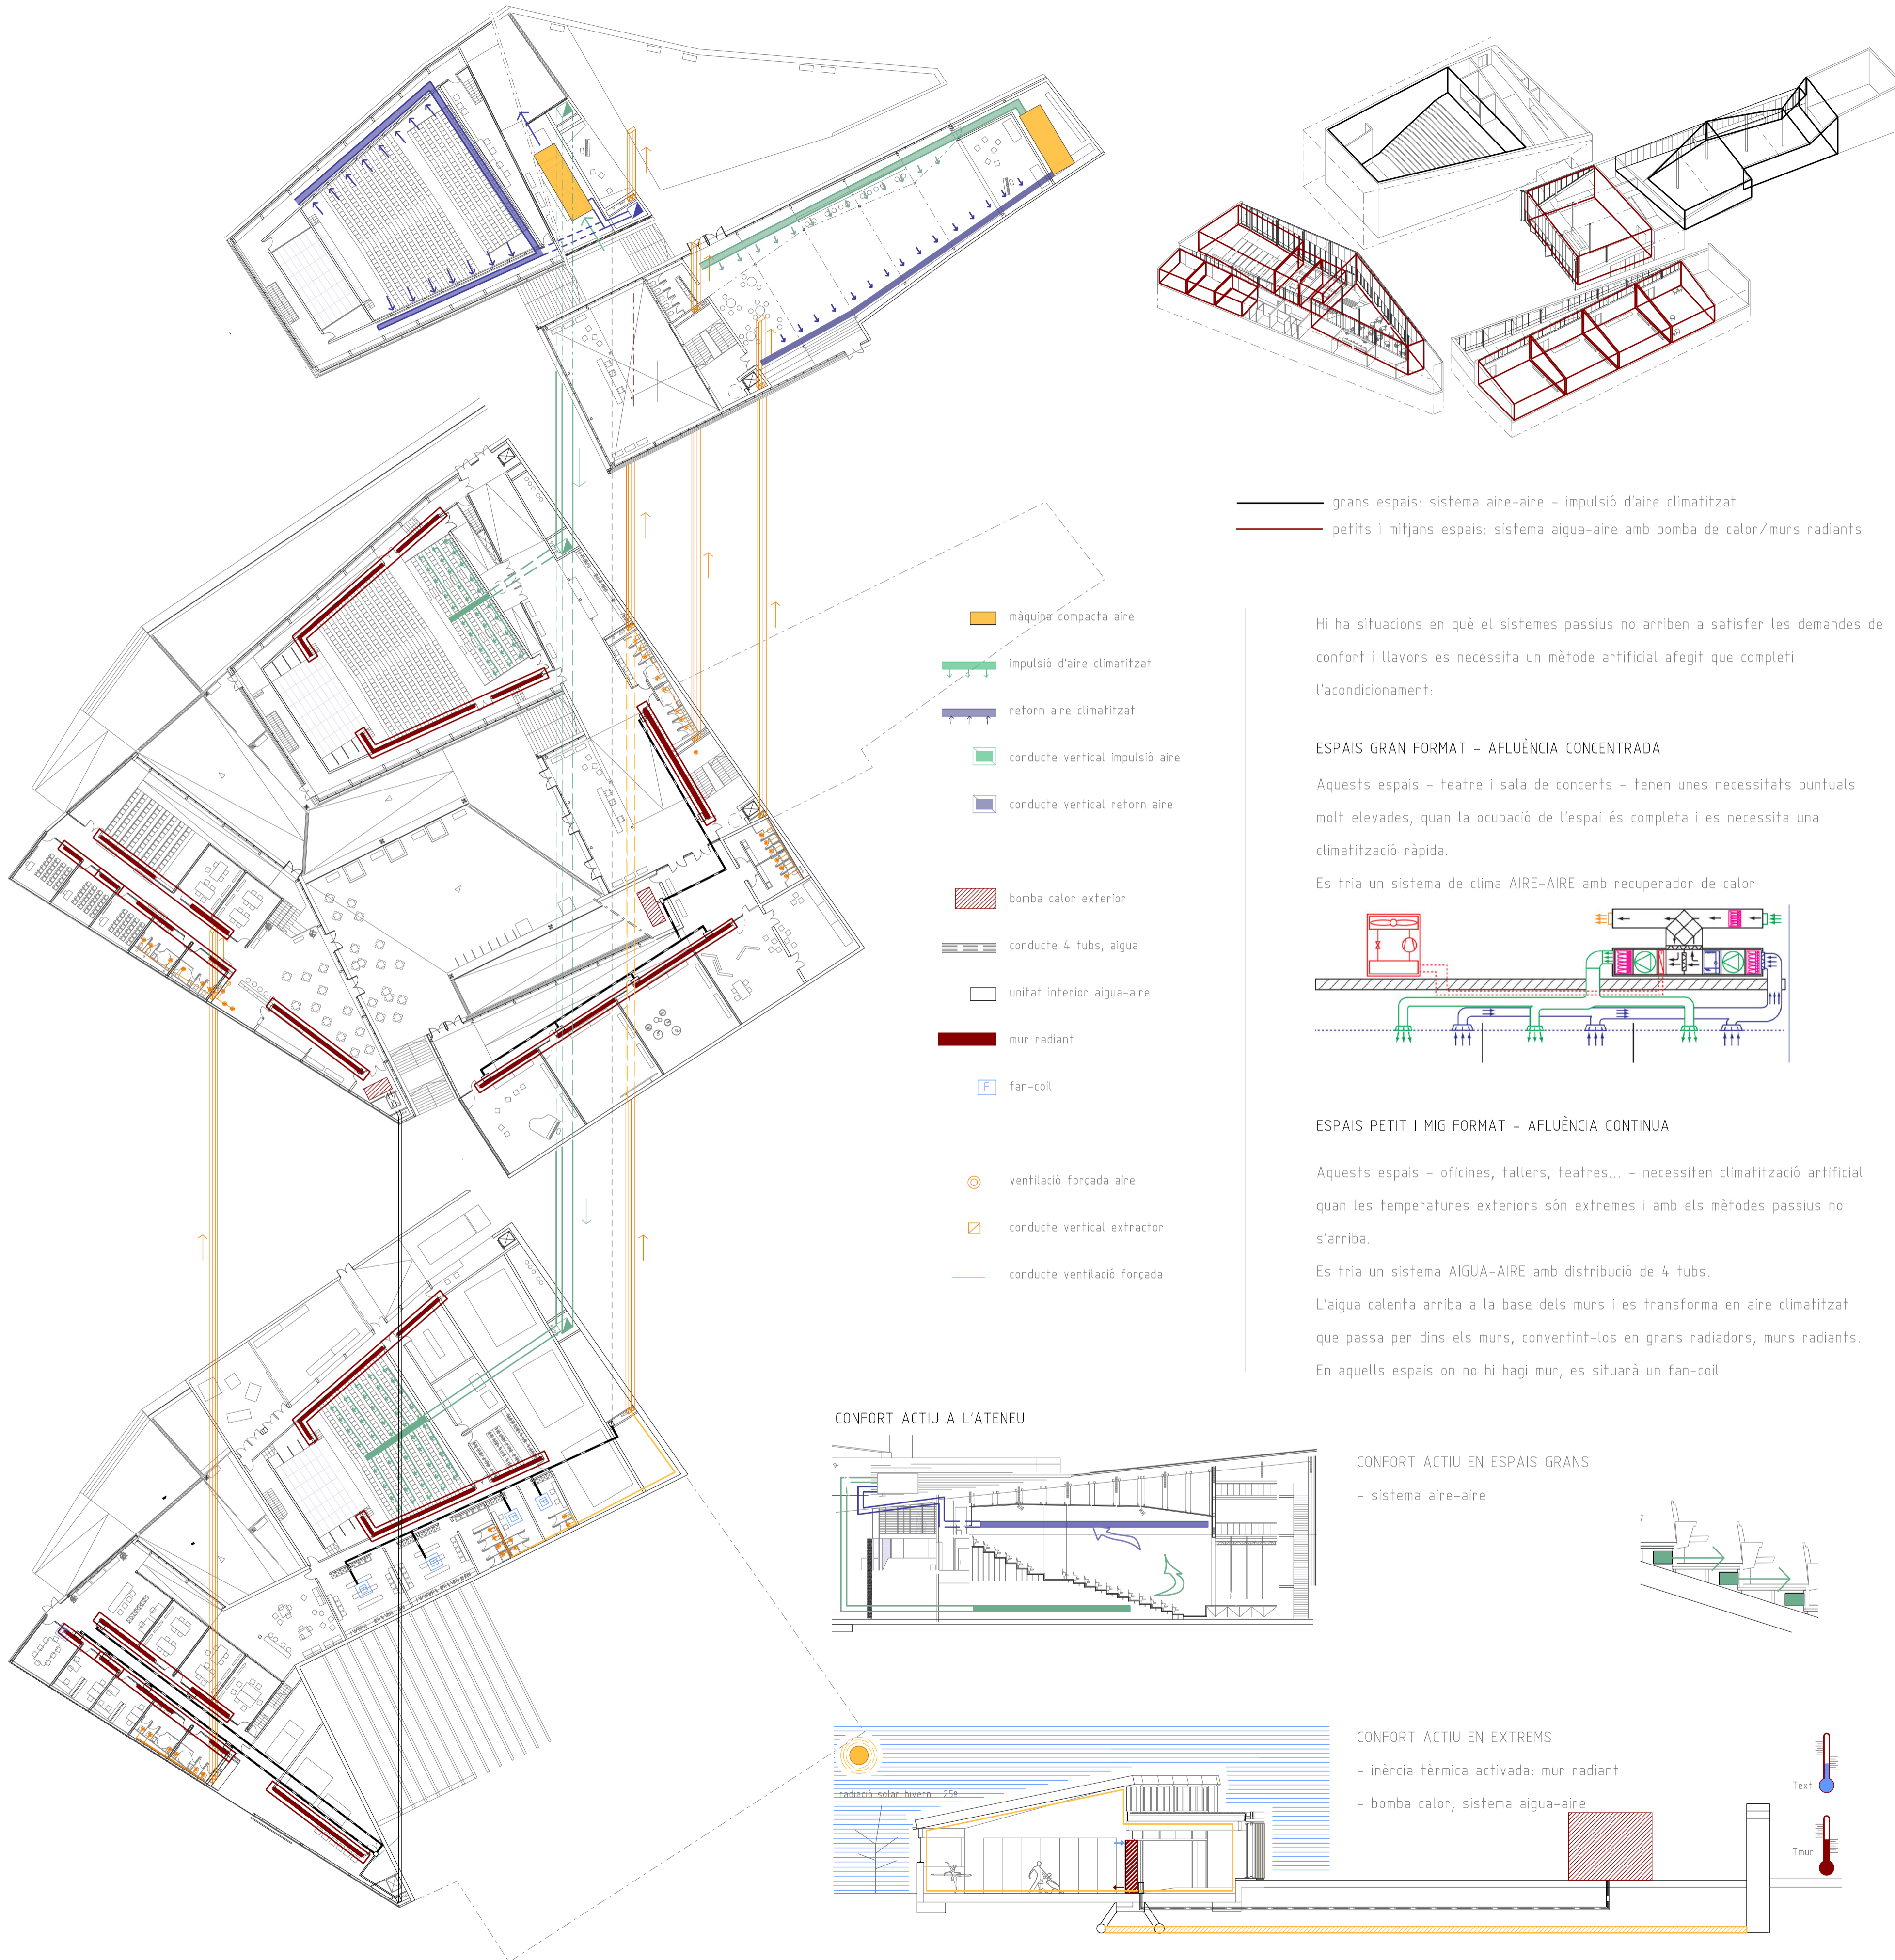 grans espais: sistema aire-aire - impulsió d'aire climatitzat
petits i mitjans espais: sistema aigua-aire amb bomba de calor/murs radiants
màquina compacta aire
impulsió d'aire climatitzat
retorn aire climatitzat
conducte vertical impulsió aire
conducte vertical retorn aire
bomba calor exterior
conducte 4 tubs, aigua
unitat interior aigua-aire
mur radiant
F fan-coil
ventilació forçada aire
conducte vertical extractor
conducte ventilació forçada
Hi ha situacions en què el sistemes passius no arriben a satisfer les demandes de
confort i llavors es necessita un mètode artificial afegit que completi
l'acondicionament:
ESPAIS GRAN FORMAT - AFLUÈNCIA CONCENTRADA
Aquests espais - teatre i sala de concerts - tenen unes necessitats puntuals
molt elevades, quan la ocupació de l'espai és completa i es necessita una
climatització ràpida.
Es tria un sistema de clima AIRE-AIRE amb recuperador de calor
ESPAIS PETIT I MIG FORMAT - AFLUÈNCIA CONTINUA
Aquests espais - oficines, tallers, teatres... - necessiten climatització artificial
quan les temperatures exteriors són extremes i amb els mètodes passius no
s'arriba.
Es tria un sistema AIGUA-AIRE amb distribució de 4 tubs.
L'aigua calenta arriba a la base dels murs i es transforma en aire climatitzat
que passa per dins els murs, convertint-los en grans radiadors, murs radiants.
En aquells espais on no hi hagi mur, es situarà un fan-coil
CONFORT ACTIU A L'ATENEU
CONFORT ACTIU EN ESPAIS GRANS
- sistema aire-aire
CONFORT ACTIU EN EXTREMS
- inèrcia tèrmica activada: mur radiant
- bomba calor, sistema aigua-aire
radiació solar hivern . 25º
Text
Tmur